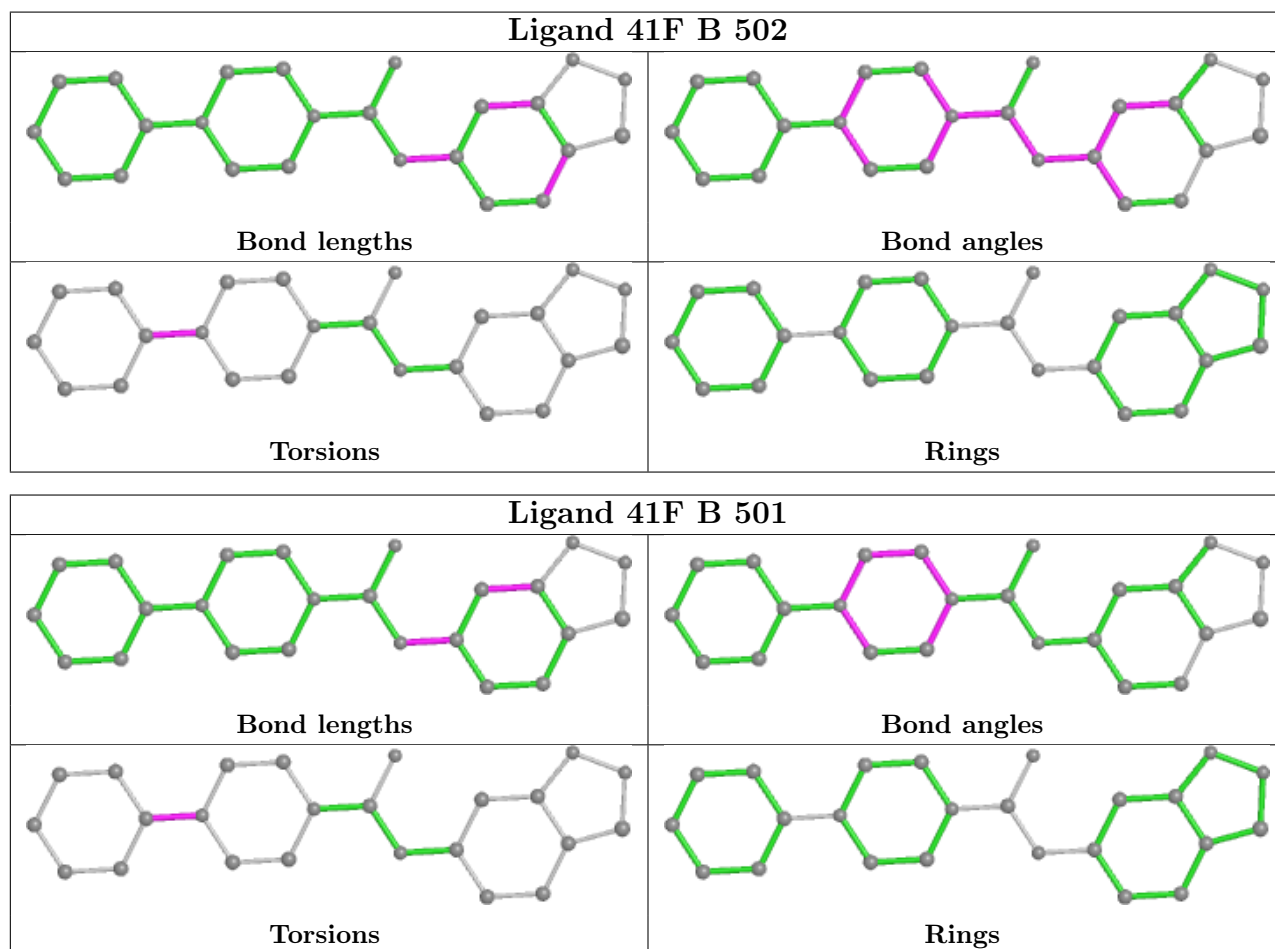 Ligand 41F B 502
Bond lengths
Bond angles
Torsions
Rings
Ligand 41F B 501
Bond lengths
Bond angles
Torsions
Rings